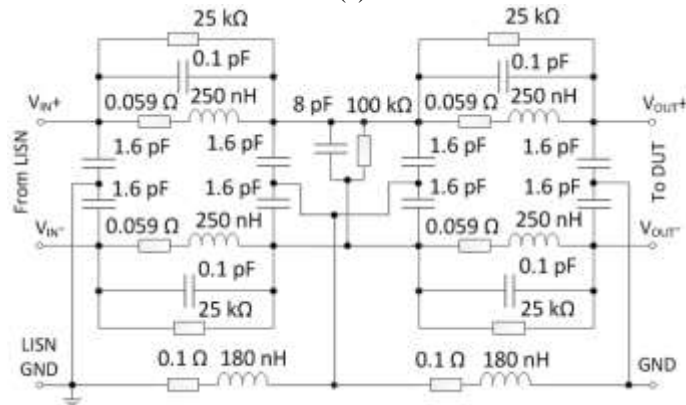 25 kΩ 25 kΩ
0.1 pF 0.1 pF
VIN+ 0.059 Ω 250 nH 8 pF 100 kΩ 0.059 Ω 250 nH VOUT+
1.6 pF 1.6 pF 1.6 pF 1.6 pF
From LISN To DUT
1.6 pF 1.6 pF 1.6 pF 1.6 pF
VIN- 0.059 Ω 250 nH 0.059 Ω 250 nH VOUT-
0.1 pF 0.1 pF
25 kΩ 25 kΩ
LISN 0.1 Ω 180 nH 0.1 Ω 180 nH
GND GND